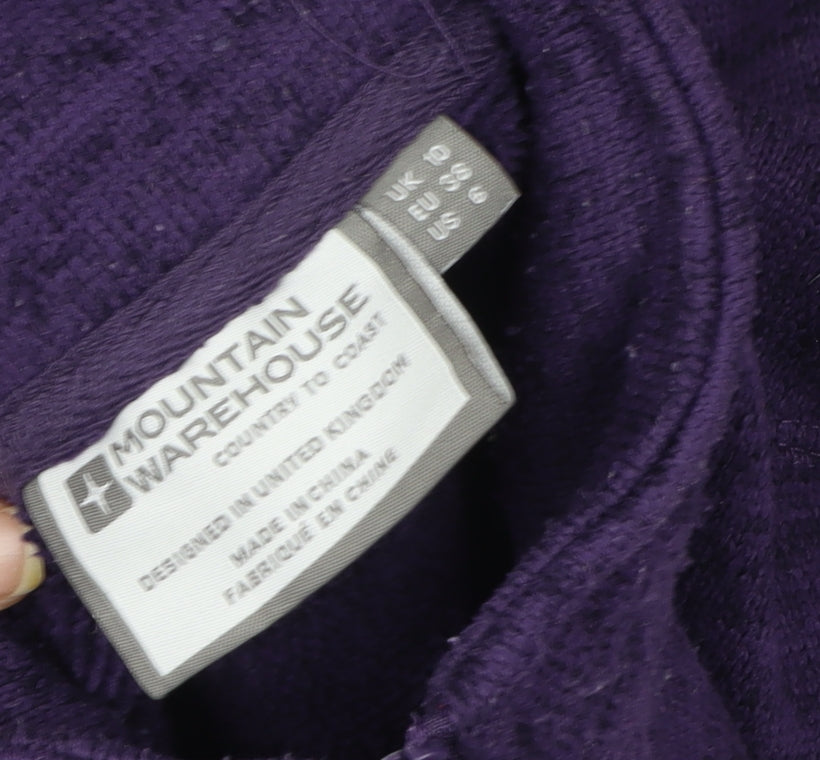 UK 10
EU SS
US 6
MOUNTAIN
WAREHOUSE
COUNTRY TO COAST
DESIGNED IN UNITED KINGDOM
MADE IN CHINA
FABRIQUÉ EN CHINE